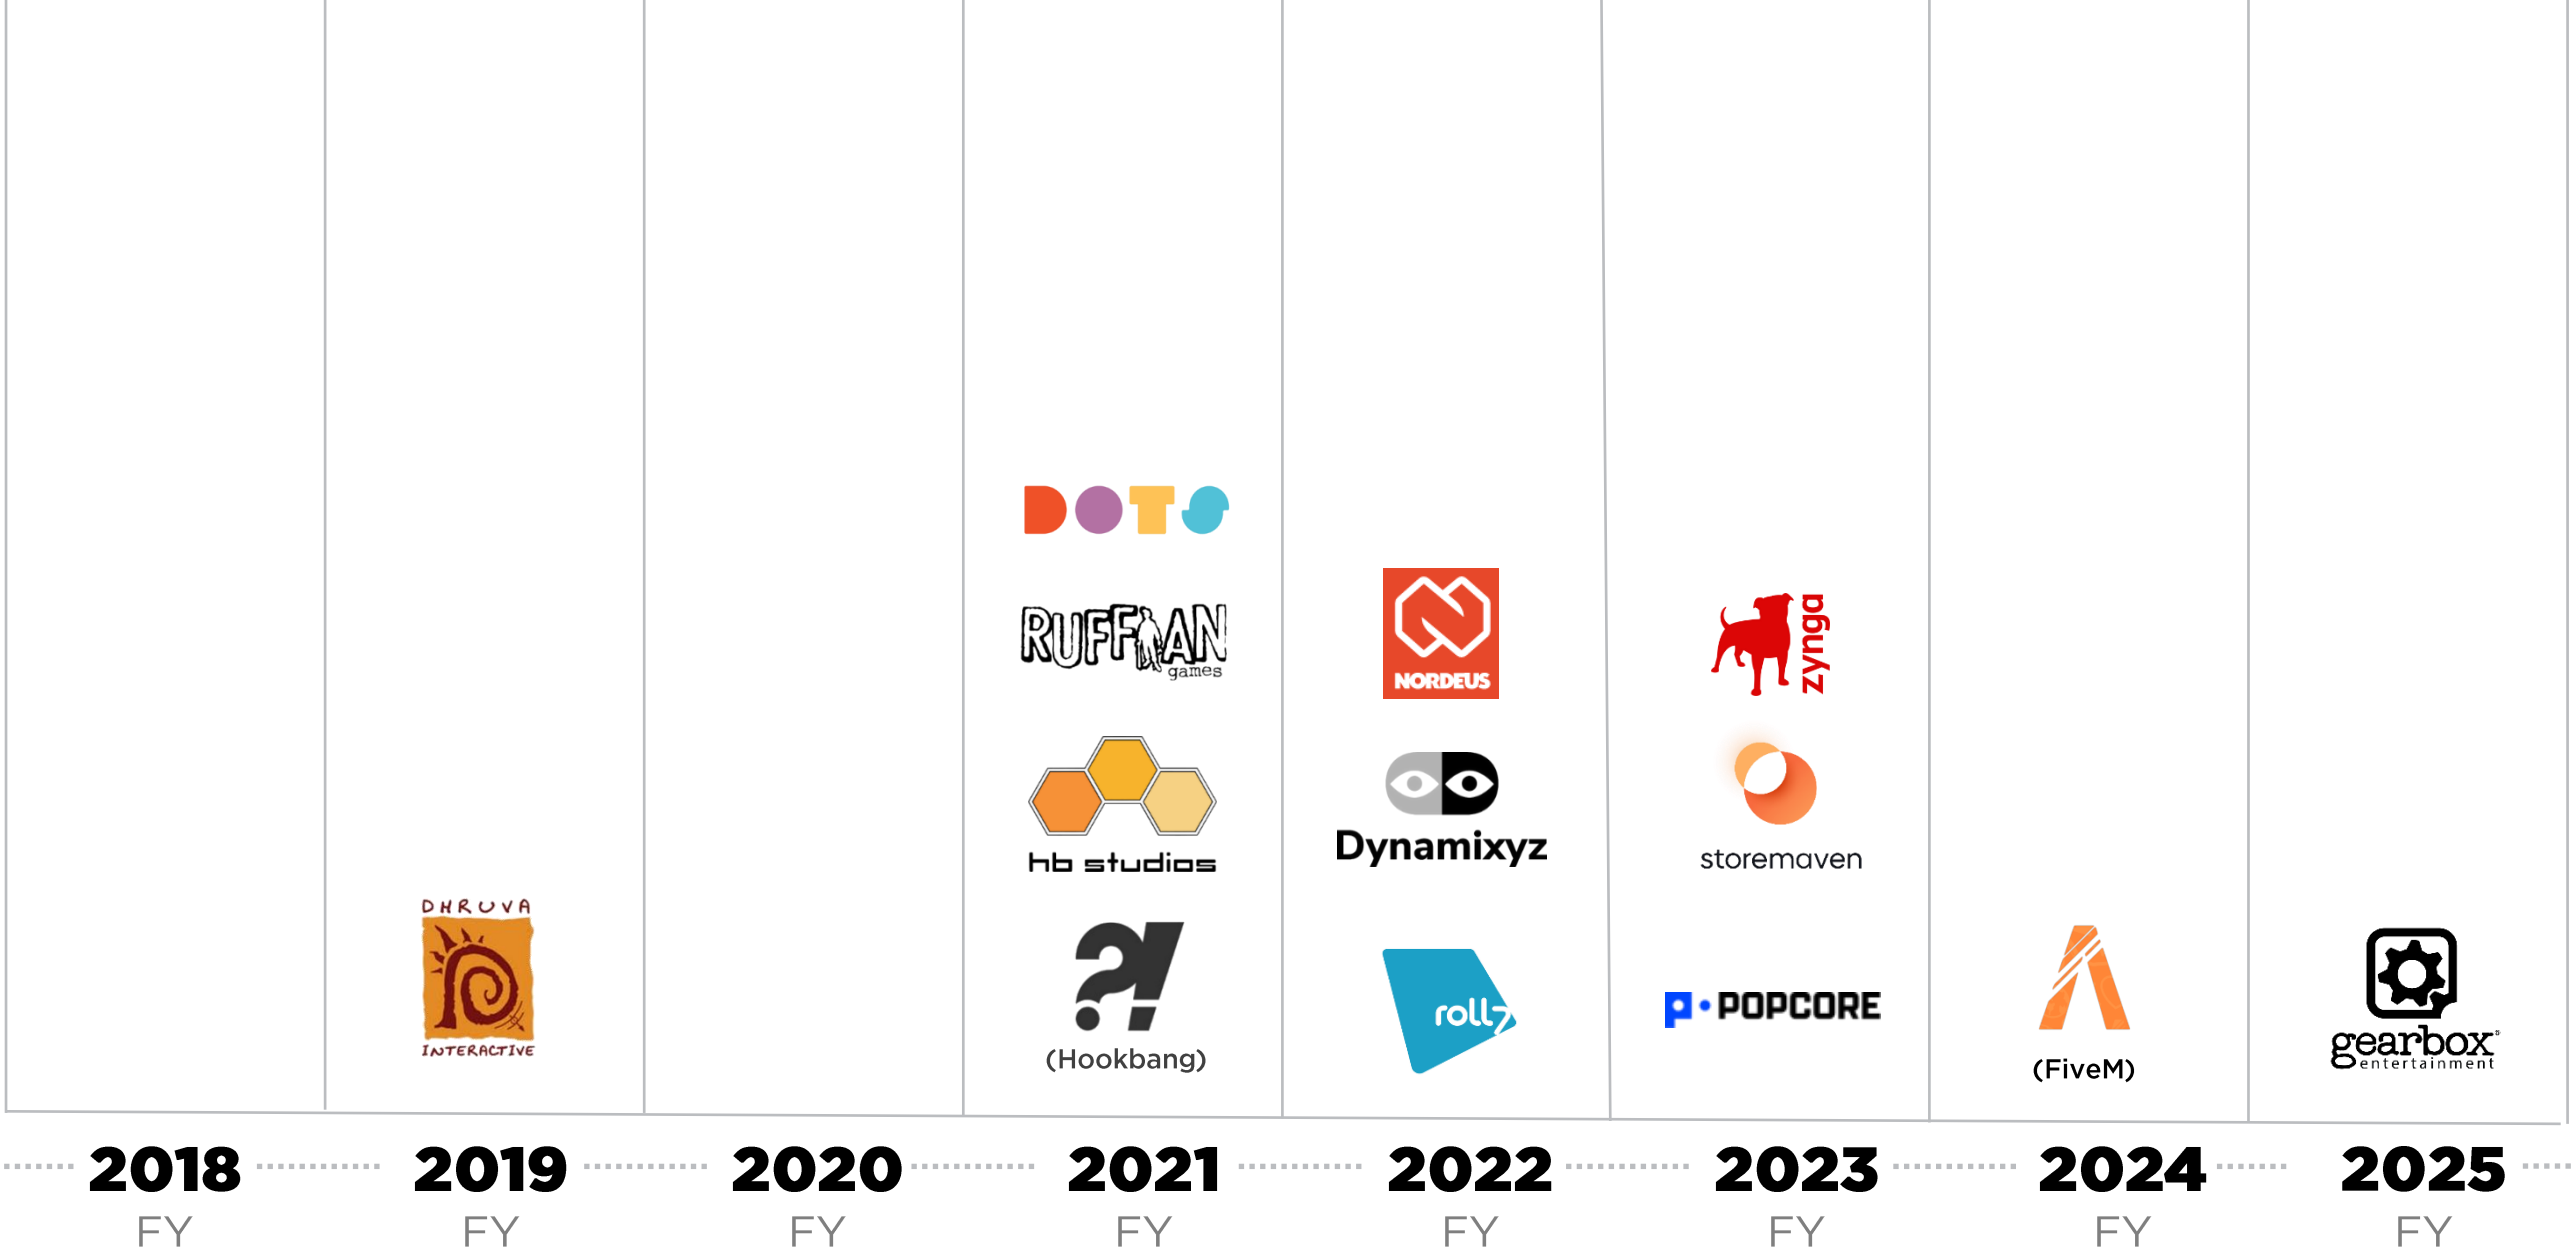 DOTS
RUFFIAN
games
hb studios
(Hookbang)
NORDEUS
Dynamixyz
roll7
zynga
storemaven
P·POPCORE
DHRUVA
INTERACTIVE
(FiveM)
gearbox
entertainment
2018
2019
2020
2021
2022
2023
2024
2025
FY
FY
FY
FY
FY
FY
FY
FY